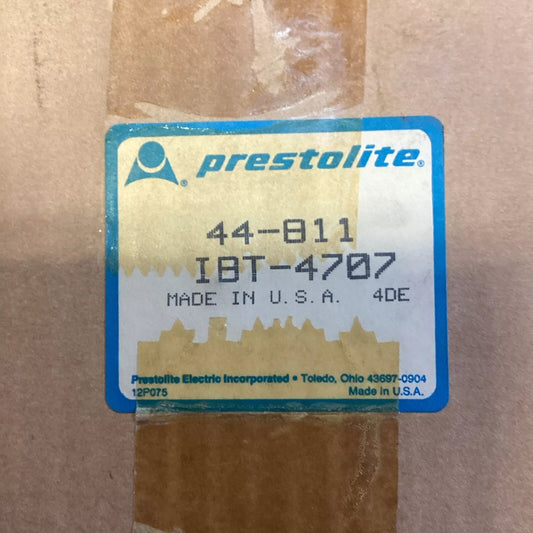 prestolite®
44-811
IBT-4707
MADE IN U.S.A. 4DE
Prestolite Electric Incorporated • Toledo, Ohio 43697-0904
12P075 Made in U.S.A.